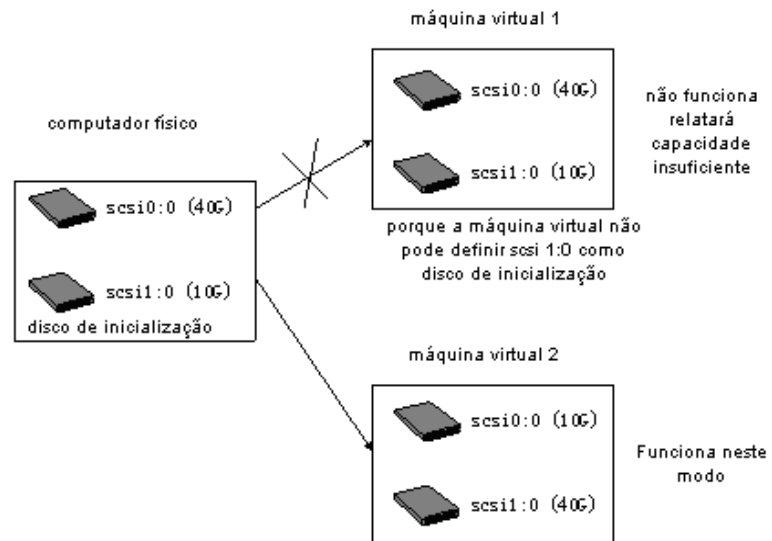 computador físico
scsi0:0 (40G)
scsi1:0 (10G)
disco de inicialização
máquina virtual 1
scsi0:0 (40G)
scsi1:0 (10G)
porque a máquina virtual não
pode definir scsi 1:0 como
disco de inicialização
não funciona
relatará
capacidade
insuficiente
máquina virtual 2
scsi0:0 (10G)
scsi1:0 (40G)
Funciona neste
modo